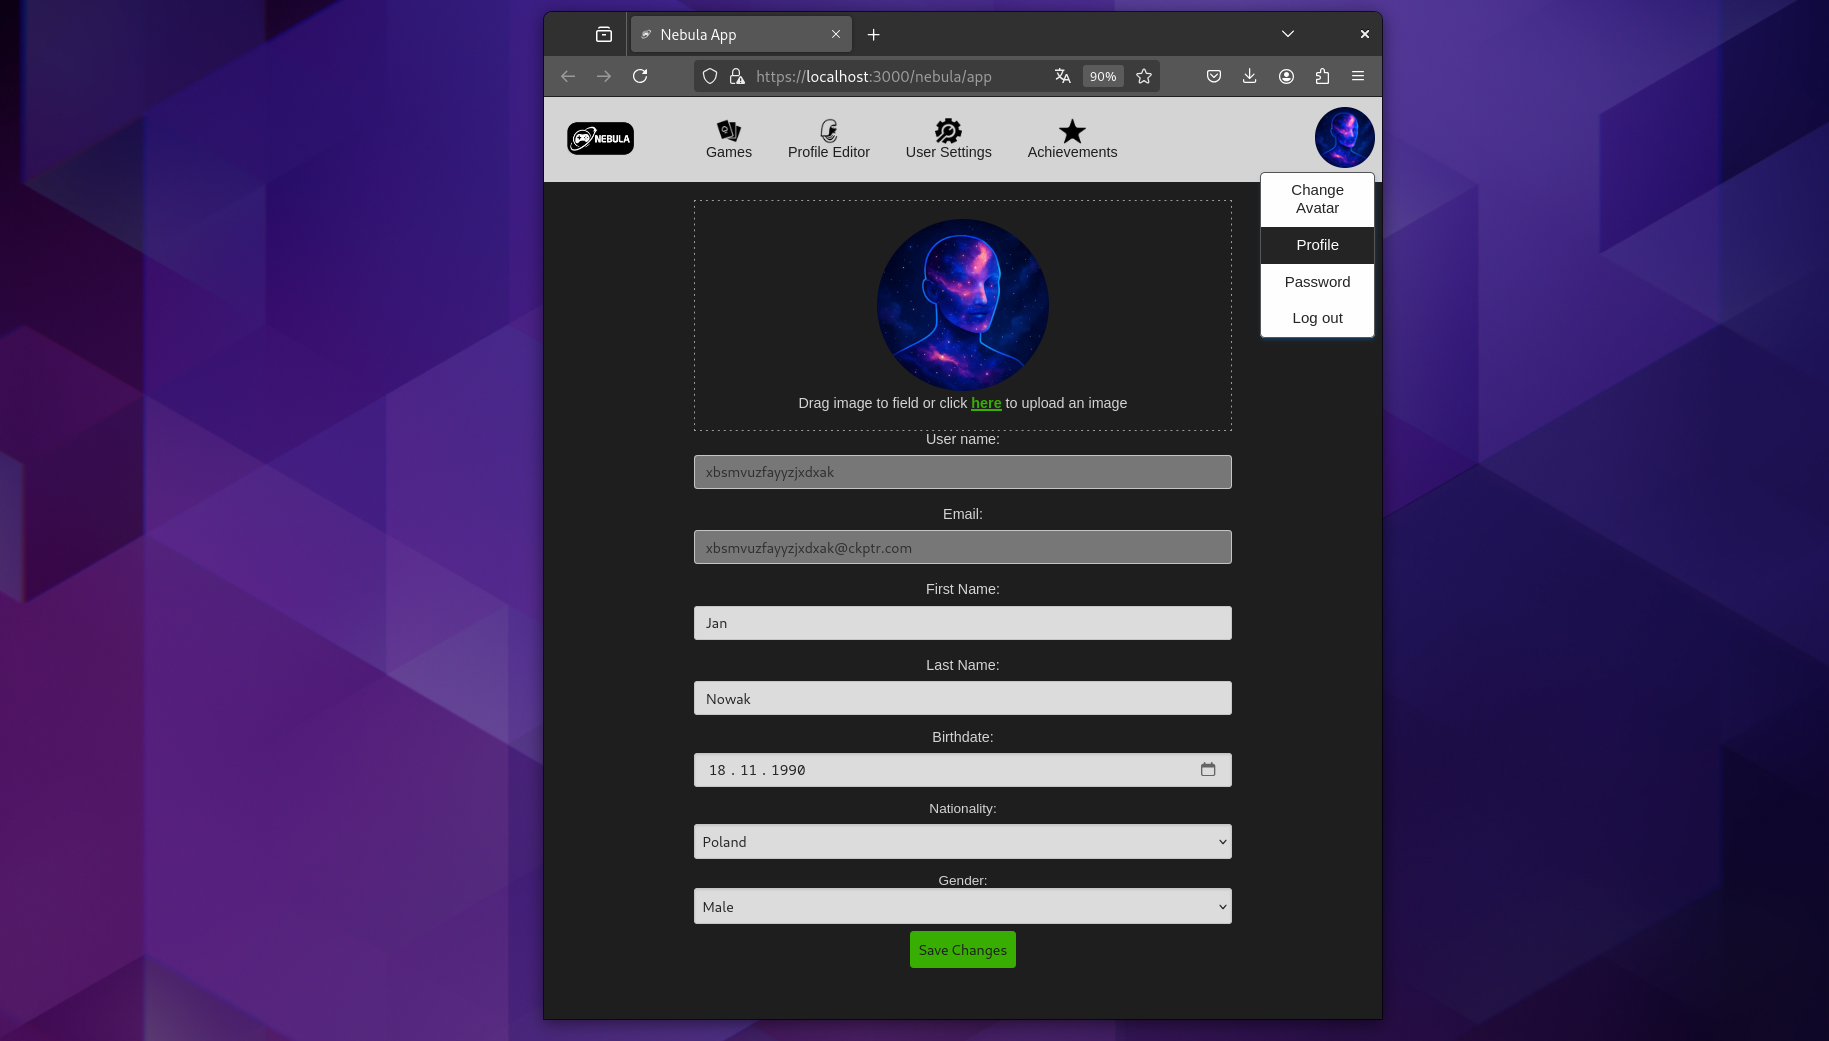 Nebula App
https://localhost:3000/nebula/app
90%
NEBULA
Games
Profile Editor
User Settings
Achievements
Change
Avatar
Profile
Password
Log out
Drag image to field or click here to upload an image
User name:
xbsmvuzfayyzjxdxak
Email:
xbsmvuzfayyzjxdxak@ckptr.com
First Name:
Jan
Last Name:
Nowak
Birthdate:
18 . 11 . 1990
Nationality:
Poland
Gender:
Male
Save Changes